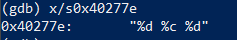 (gdb) x/s0x40277e
0x40277e:        "%d %c %d"